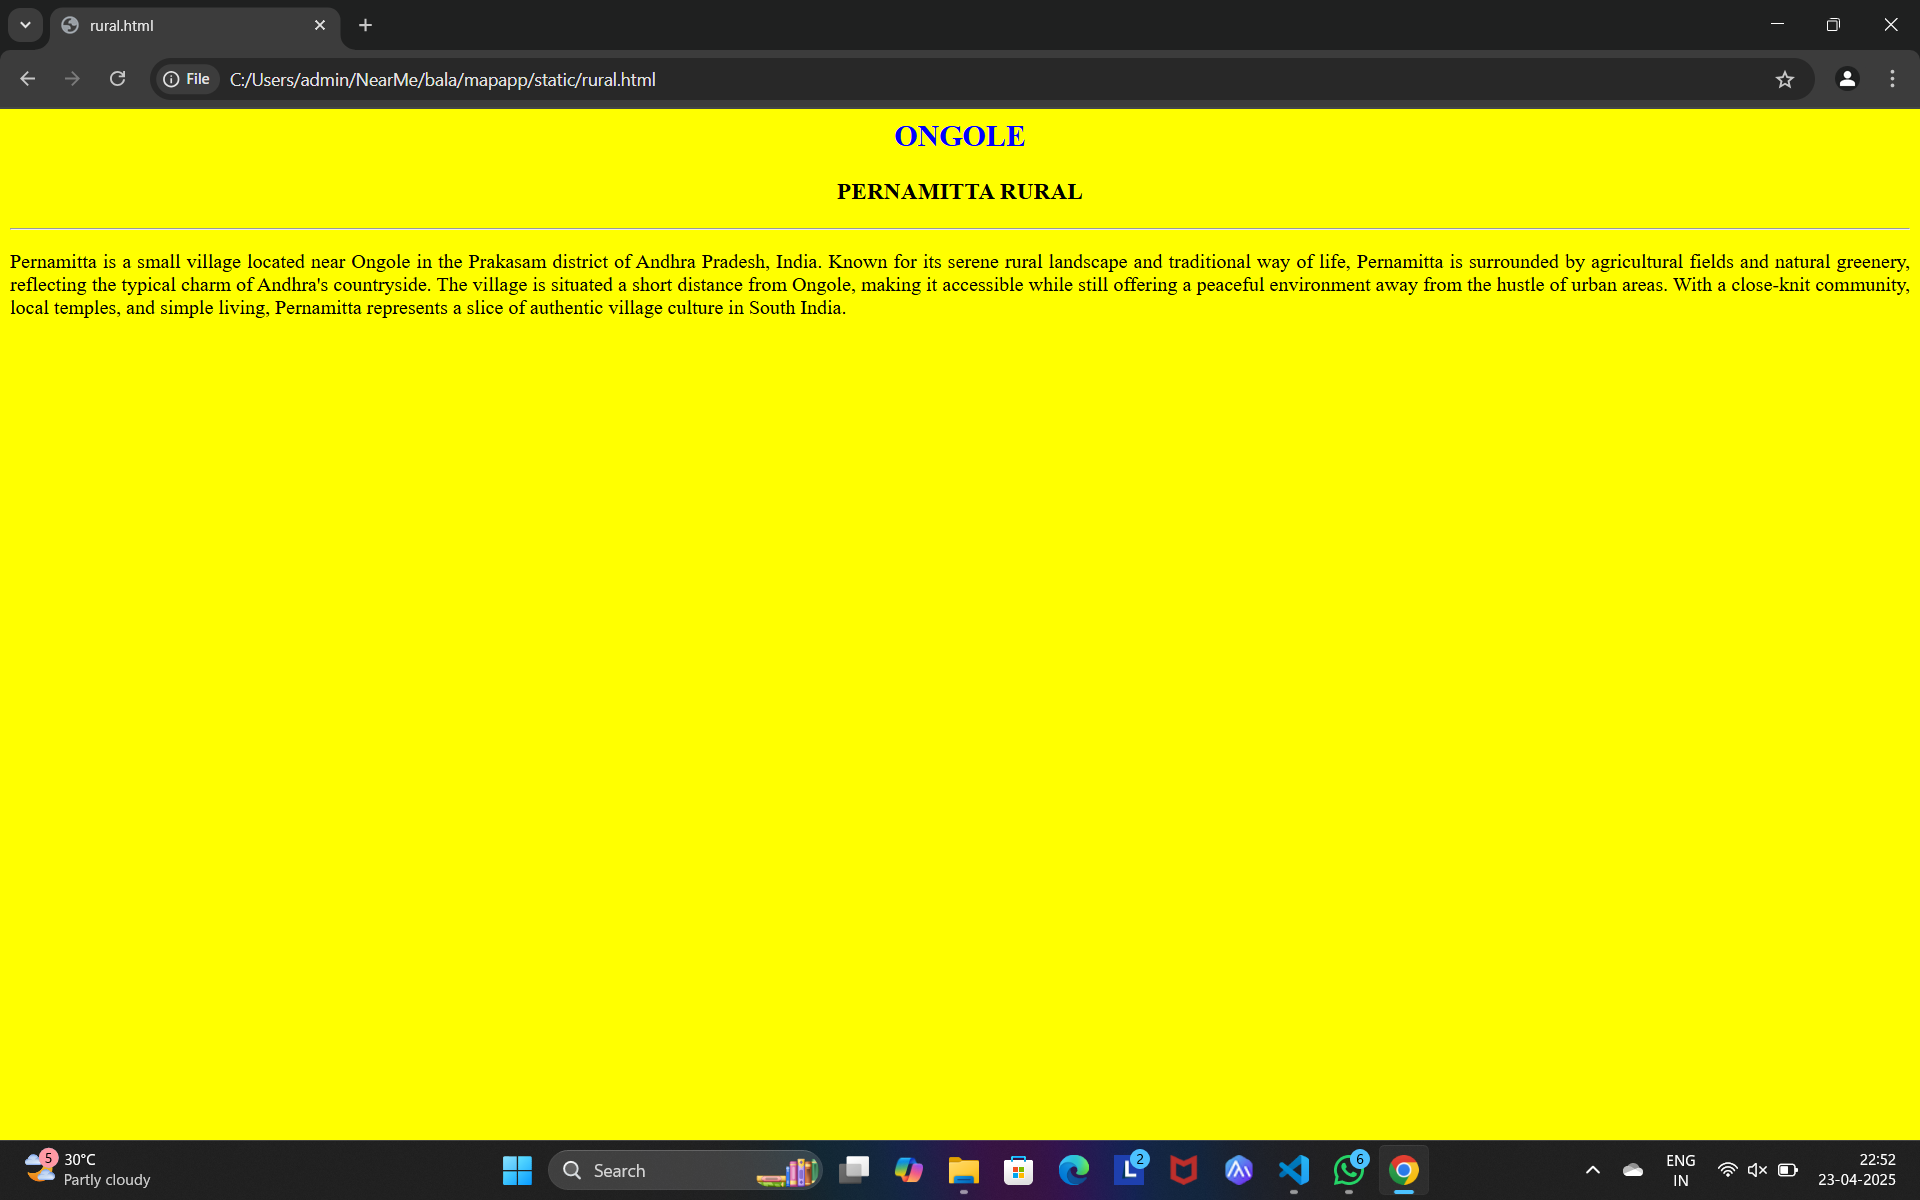 rural.html
File
C:/Users/admin/NearMe/bala/mapapp/static/rural.html
ONGOLE
PERNAMITTA RURAL
Pernamitta is a small village located near Ongole in the Prakasam district of Andhra Pradesh, India. Known for its serene rural landscape and traditional way of life, Pernamitta is surrounded by agricultural fields and natural greenery,
reflecting the typical charm of Andhra's countryside. The village is situated a short distance from Ongole, making it accessible while still offering a peaceful environment away from the hustle of urban areas. With a close-knit community,
local temples, and simple living, Pernamitta represents a slice of authentic village culture in South India.
5
30°C
Partly cloudy
Search
L
2
6
ENG
IN
22:52
23-04-2025